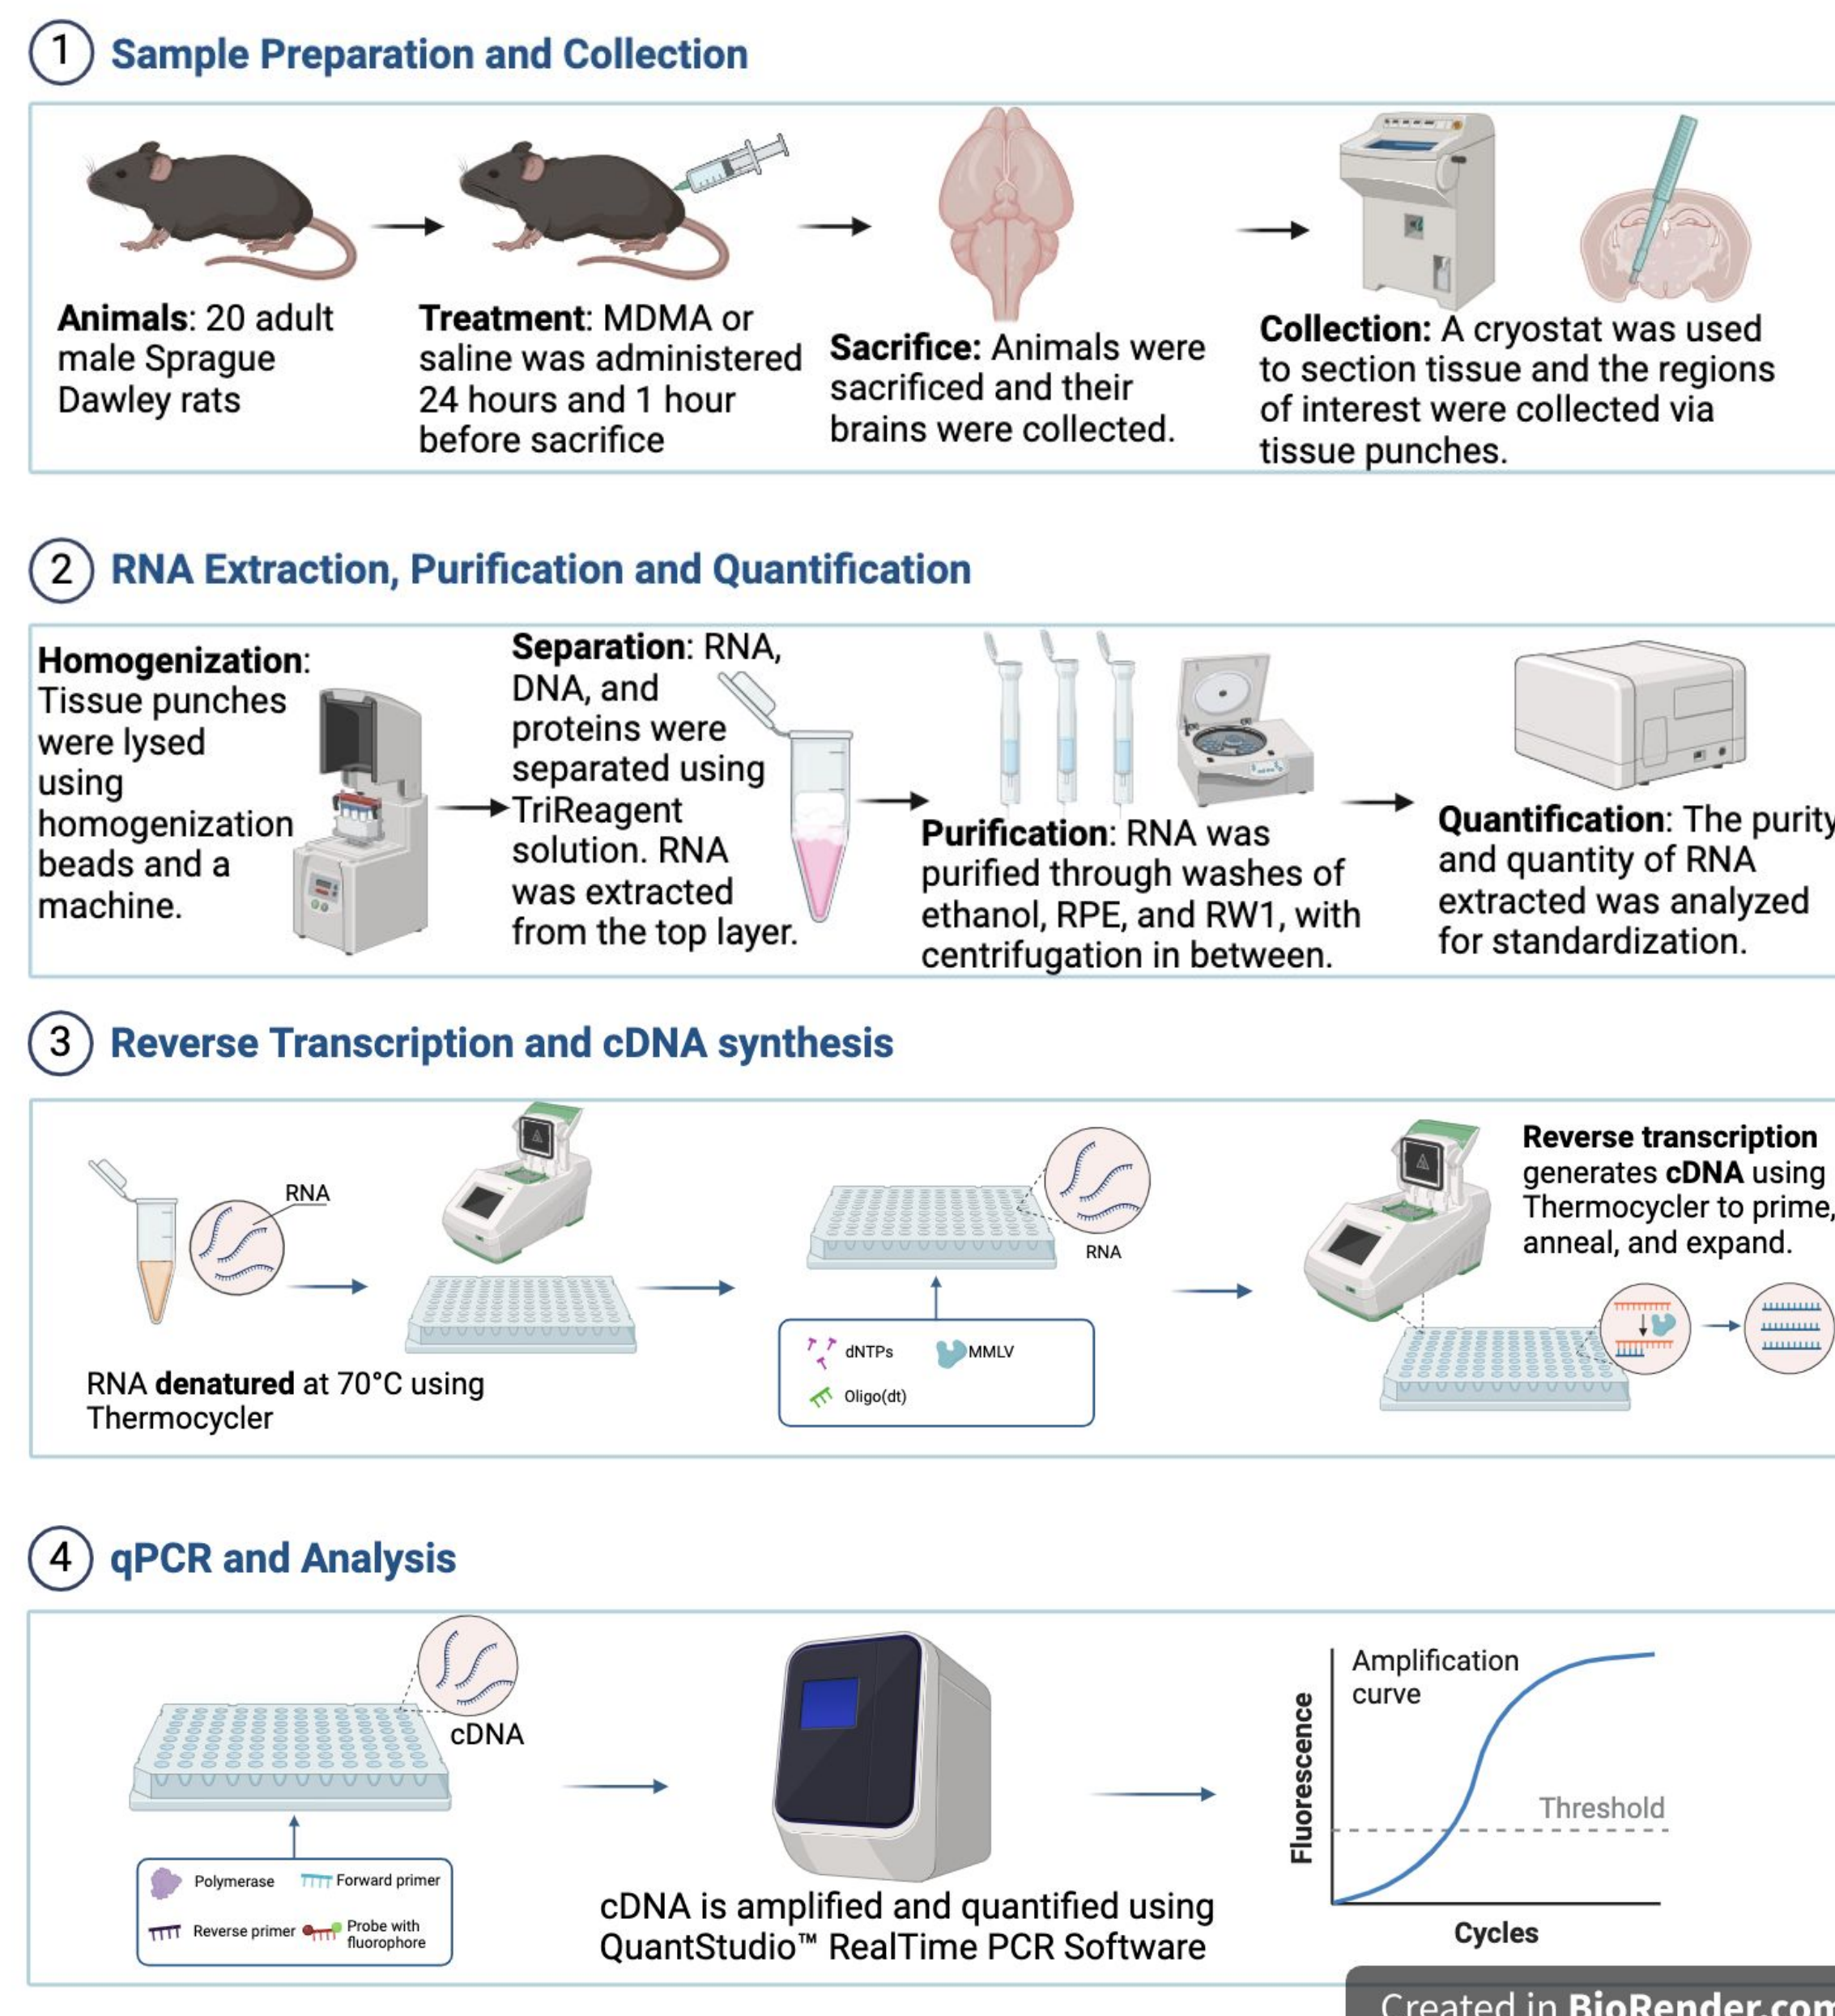 1 Sample Preparation and Collection
Animals: 20 adult
male Sprague
Dawley rats
Treatment: MDMA or
saline was administered
24 hours and 1 hour
before sacrifice
Sacrifice: Animals were
sacrificed and their
brains were collected.
Collection: A cryostat was used
to section tissue and the regions
of interest were collected via
tissue punches.
2 RNA Extraction, Purification and Quantification
Homogenization:
Tissue punches
were lysed
using
homogenization
beads and a
machine.
Separation: RNA,
DNA, and
proteins were
separated using
TriReagent
solution. RNA
was extracted
from the top layer.
Purification: RNA was
purified through washes of
ethanol, RPE, and RW1, with
centrifugation in between.
Quantification: The purity
and quantity of RNA
extracted was analyzed
for standardization.
3 Reverse Transcription and cDNA synthesis
RNA
RNA denatured at 70°C using
Thermocycler
RNA
dNTPs
MMLV
Oligo(dt)
Reverse transcription
generates cDNA using
Thermocycler to prime,
anneal, and expand.
4 qPCR and Analysis
cDNA
Polymerase
Forward primer
Reverse primer
Probe with
fluorophore
cDNA is amplified and quantified using
QuantStudio™ RealTime PCR Software
Amplification
curve
Threshold
Fluorescence
Cycles
Created in BioRender.com